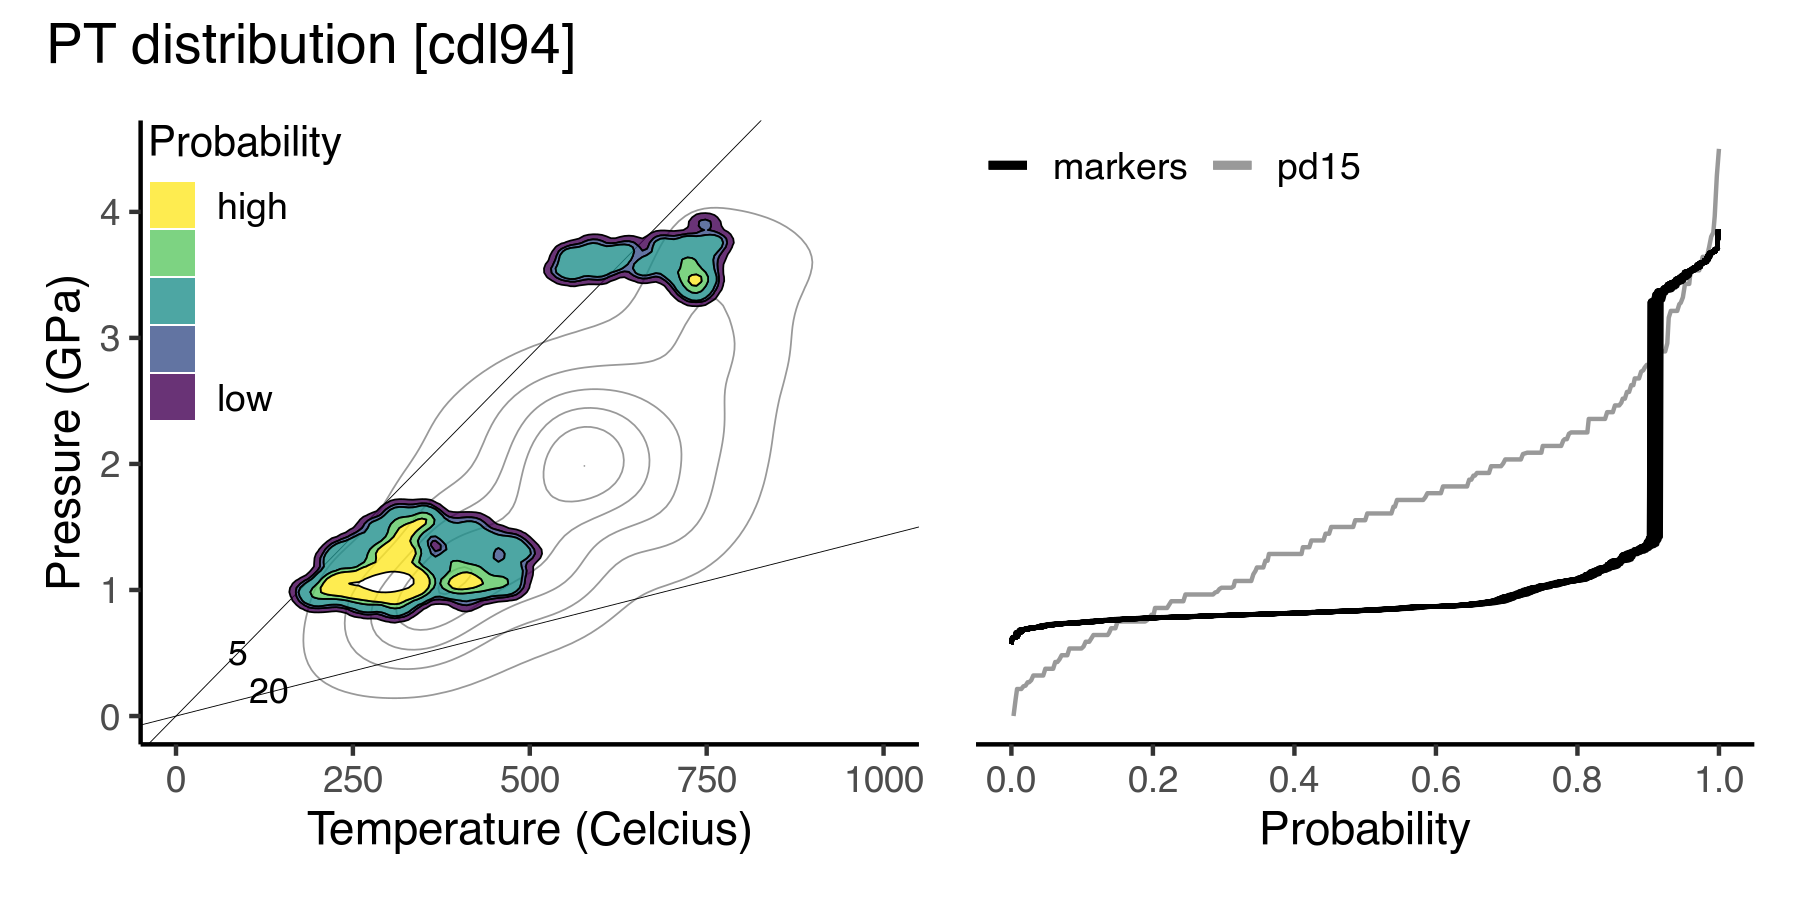 PT distribution [cdl94]
Probability
high
low
Pressure (GPa)
4
3
2
1
0
5
20
0 250 500 750 1000
Temperature (Celcius)
markers pd15
0.0 0.2 0.4 0.6 0.8 1.0
Probability